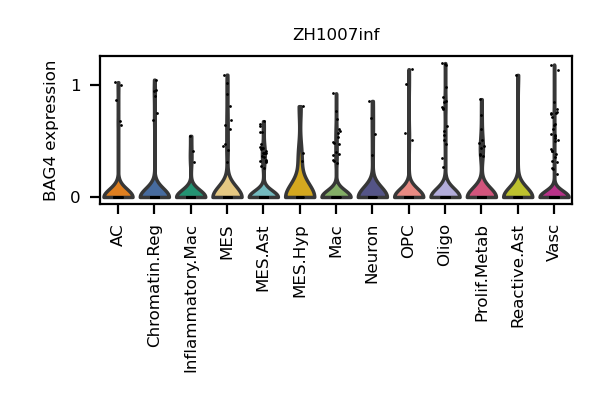 ZH1007inf
BAG4 expression
1
0
AC
Chromatin.Reg
Inflammatory.Mac
MES
MES.Ast
MES.Hyp
Mac
Neuron
OPC
Oligo
Prolif.Metab
Reactive.Ast
Vasc